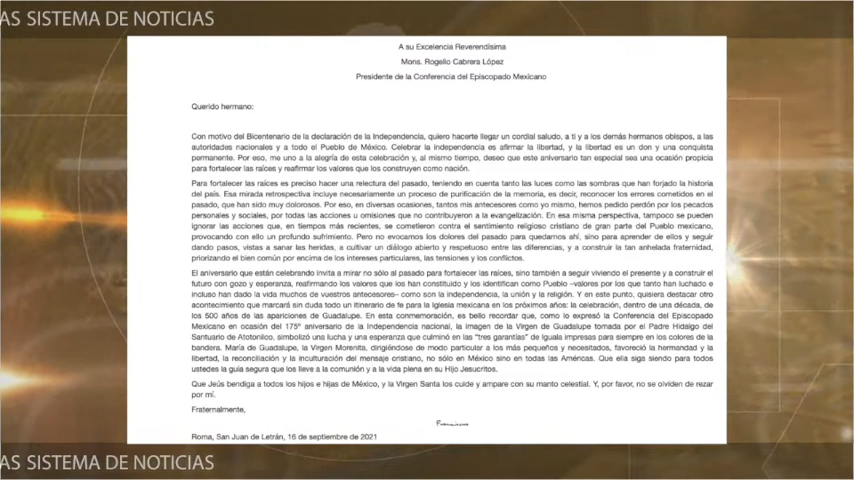 AS SISTEMA DE NOTICIAS
A su Excelencia Reverendísima
Mons. Rogelio Cabrera López
Presidente de la Conferencia del Episcopado Mexicano
Querido hermano:
Con motivo del Bicentenario de la declaración de la Independencia, quiero hacerte llegar un cordial saludo, a ti y a los demás hermanos obispos, a las
autoridades nacionales y a todo el Pueblo de México. Celebrar la independencia es afirmar la libertad, y la libertad es un don y una conquista
permanente. Por eso, me uno a la alegría de esta celebración y, al mismo tiempo, deseo que este aniversario tan especial sea una ocasión propicia
para fortalecer las raíces y reafirmar los valores que los construyen como nación.
Para fortalecer las raíces es preciso hacer una relectura del pasado, teniendo en cuenta tanto las luces como las sombras que han forjado la historia
del país. Esa mirada retrospectiva incluye necesariamente un proceso de purificación de la memoria, es decir, reconocer los errores cometidos en el
pasado, que han sido muy dolorosos. Por eso, en diversas ocasiones, tantos mis antecesores como yo mismo, hemos pedido perdón por los pecados
personales y sociales, por todas las acciones u omisiones que no contribuyeron a la evangelización. En esa misma perspectiva, tampoco se pueden
ignorar las acciones que, en tiempos más recientes, se cometieron contra el sentimiento religioso cristiano de gran parte del Pueblo mexicano,
provocando con ello un profundo sufrimiento. Pero no evocamos los dolores del pasado para quedarnos ahí, sino para aprender de ellos y seguir
dando pasos, vistas a sanar las heridas, a cultivar un diálogo abierto y respetuoso entre las diferencias, y a construir la tan anhelada fraternidad,
priorizando el bien común por encima de los intereses particulares, las tensiones y los conflictos.
El aniversario que están celebrando invita a mirar no sólo al pasado para fortalecer las raíces, sino también a seguir viviendo el presente y a construir el
futuro con gozo y esperanza, reafirmando los valores que los han constituido y los identifican como Pueblo –valores por los que tanto han luchado e
incluso han dado la vida muchos de vuestros antecesores– como son la independencia, la unión y la religión. Y en este punto, quisiera destacar otro
acontecimiento que marcará sin duda todo un itinerario de fe para la Iglesia mexicana en los próximos años: la celebración, dentro de una década, de
los 500 años de las apariciones de Guadalupe. En esta conmemoración, es bello recordar que, como lo expresó la Conferencia del Episcopado
Mexicano en ocasión del 175º aniversario de la Independencia nacional, la imagen de la Virgen de Guadalupe tomada por el Padre Hidalgo del
Santuario de Atotonilco, simbolizó una lucha y una esperanza que culminó en las “tres garantías” de Iguala impresas para siempre en los colores de la
bandera. María de Guadalupe, la Virgen Morenita, dirigiéndose de modo particular a los más pequeños y necesitados, favoreció la hermandad y la
libertad, la reconciliación y la inculturación del mensaje cristiano, no sólo en México sino en todas las Américas. Que ella siga siendo para todos
ustedes la guía segura que los lleve a la comunión y a la vida plena en su Hijo Jesucritos.
Que Jeús bendiga a todos los hijos e hijas de México, y la Virgen Santa los cuide y ampare con su manto celestial. Y, por favor, no se olviden de rezar
por mí.
Fraternalmente,
Franciscus
Roma, San Juan de Letrán, 16 de septiembre de 2021
AS SISTEMA DE NOTICIAS